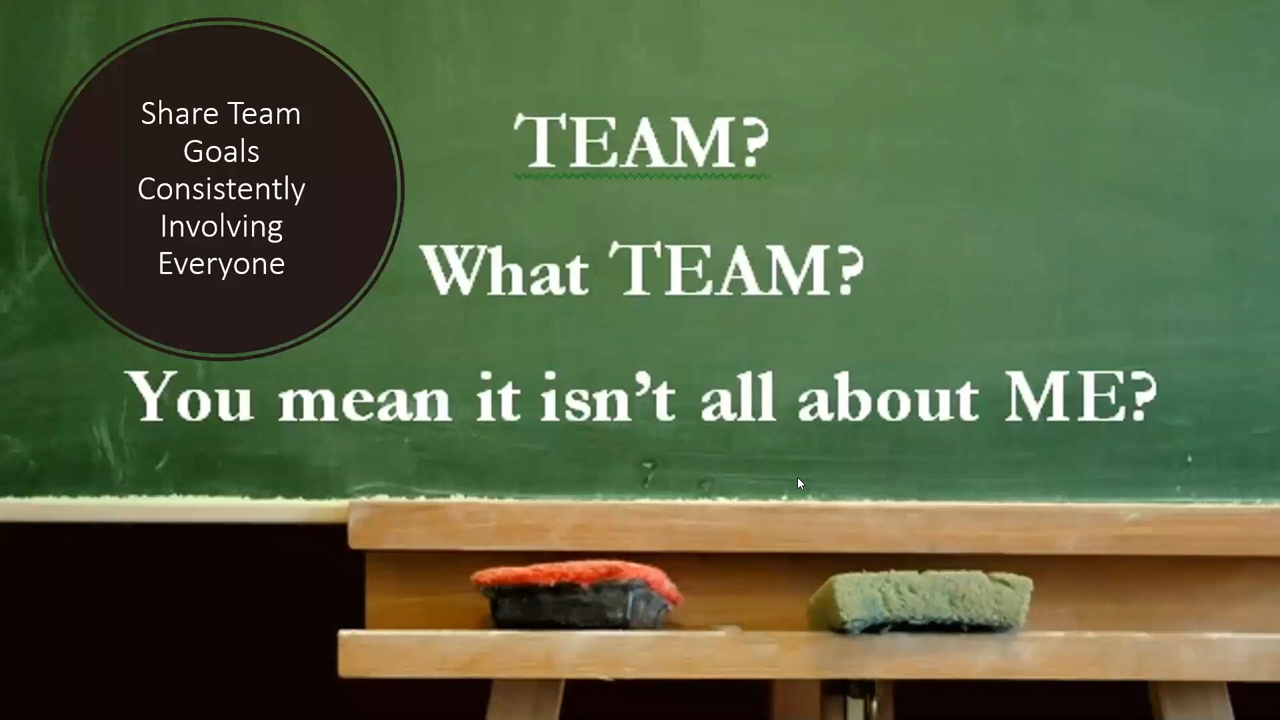 Share Team
Goals
Consistently
Involving
Everyone
TEAM?
What TEAM?
You mean it isn't all about ME?